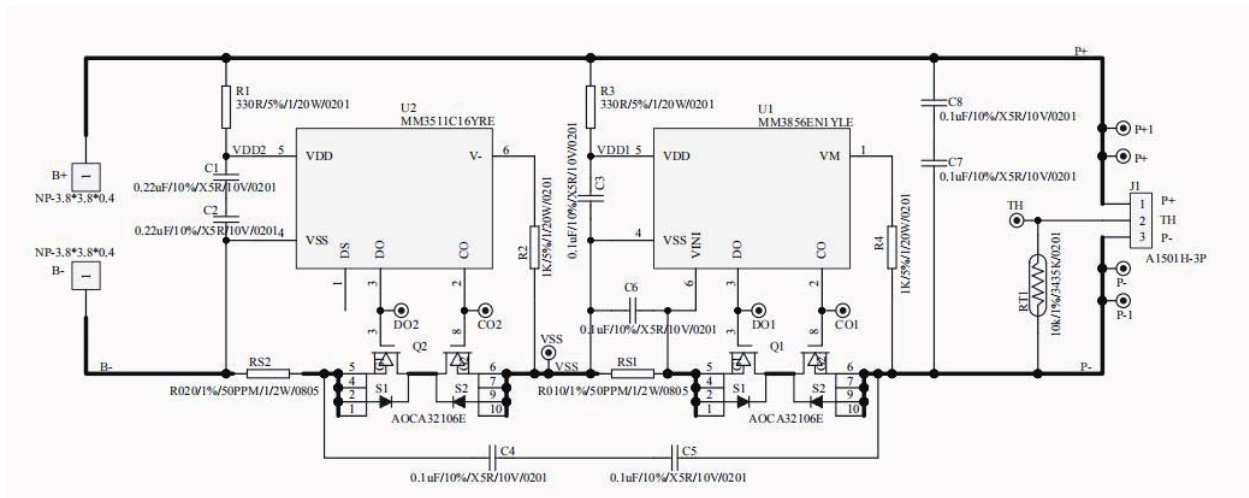 P+
R1
330R/5%/1/20W/0201
R3
330R/5%/1/20W/0201
U2
MM3511C16YRE
U1
MM3856EN1YLE
C8
0.1uF/10%/X5R/10V/0201
P+1
P+
VDD2 5 VDD
V- 6
VDD1 5 VDD
VM 1
C7
0.1uF/10%/X5R/10V/0201
C1
0.22uF/10%/X5R/10V/0201
C2
0.22uF/10%/X5R/10V/0201
B+
1
NP-3.8*3.8*0.4
NP-3.8*3.8*0.4
B-
1
4 VSS
DS
DO
CO
1
3
2
R2
1K/5%/1/20W/0201
C3
0.1uF/10%/X5R/10V/0201
4 VSS
VINI
DO
CO
6
3
2
R4
1K/5%/1/20W/0201
J1
1 P+
TH
2 TH
3 P-
A1501H-3P
RT1
10k/1%/3435K/0201
P-
P-1
DO2
CO2
C6
0.1uF/10%/X5R/10V/0201
DO1
CO1
3
Q2
8
VSS
3
Q1
8
B-
RS2
R020/1%/50PPM/1/2W/0805
5
4
2
1
S1
S2
6
7
9
10
AOCA32106E
VSS
RS1
R010/1%/50PPM/1/2W/0805
5
4
2
1
S1
S2
6
7
9
10
AOCA32106E
P-
C4
0.1uF/10%/X5R/10V/0201
C5
0.1uF/10%/X5R/10V/0201